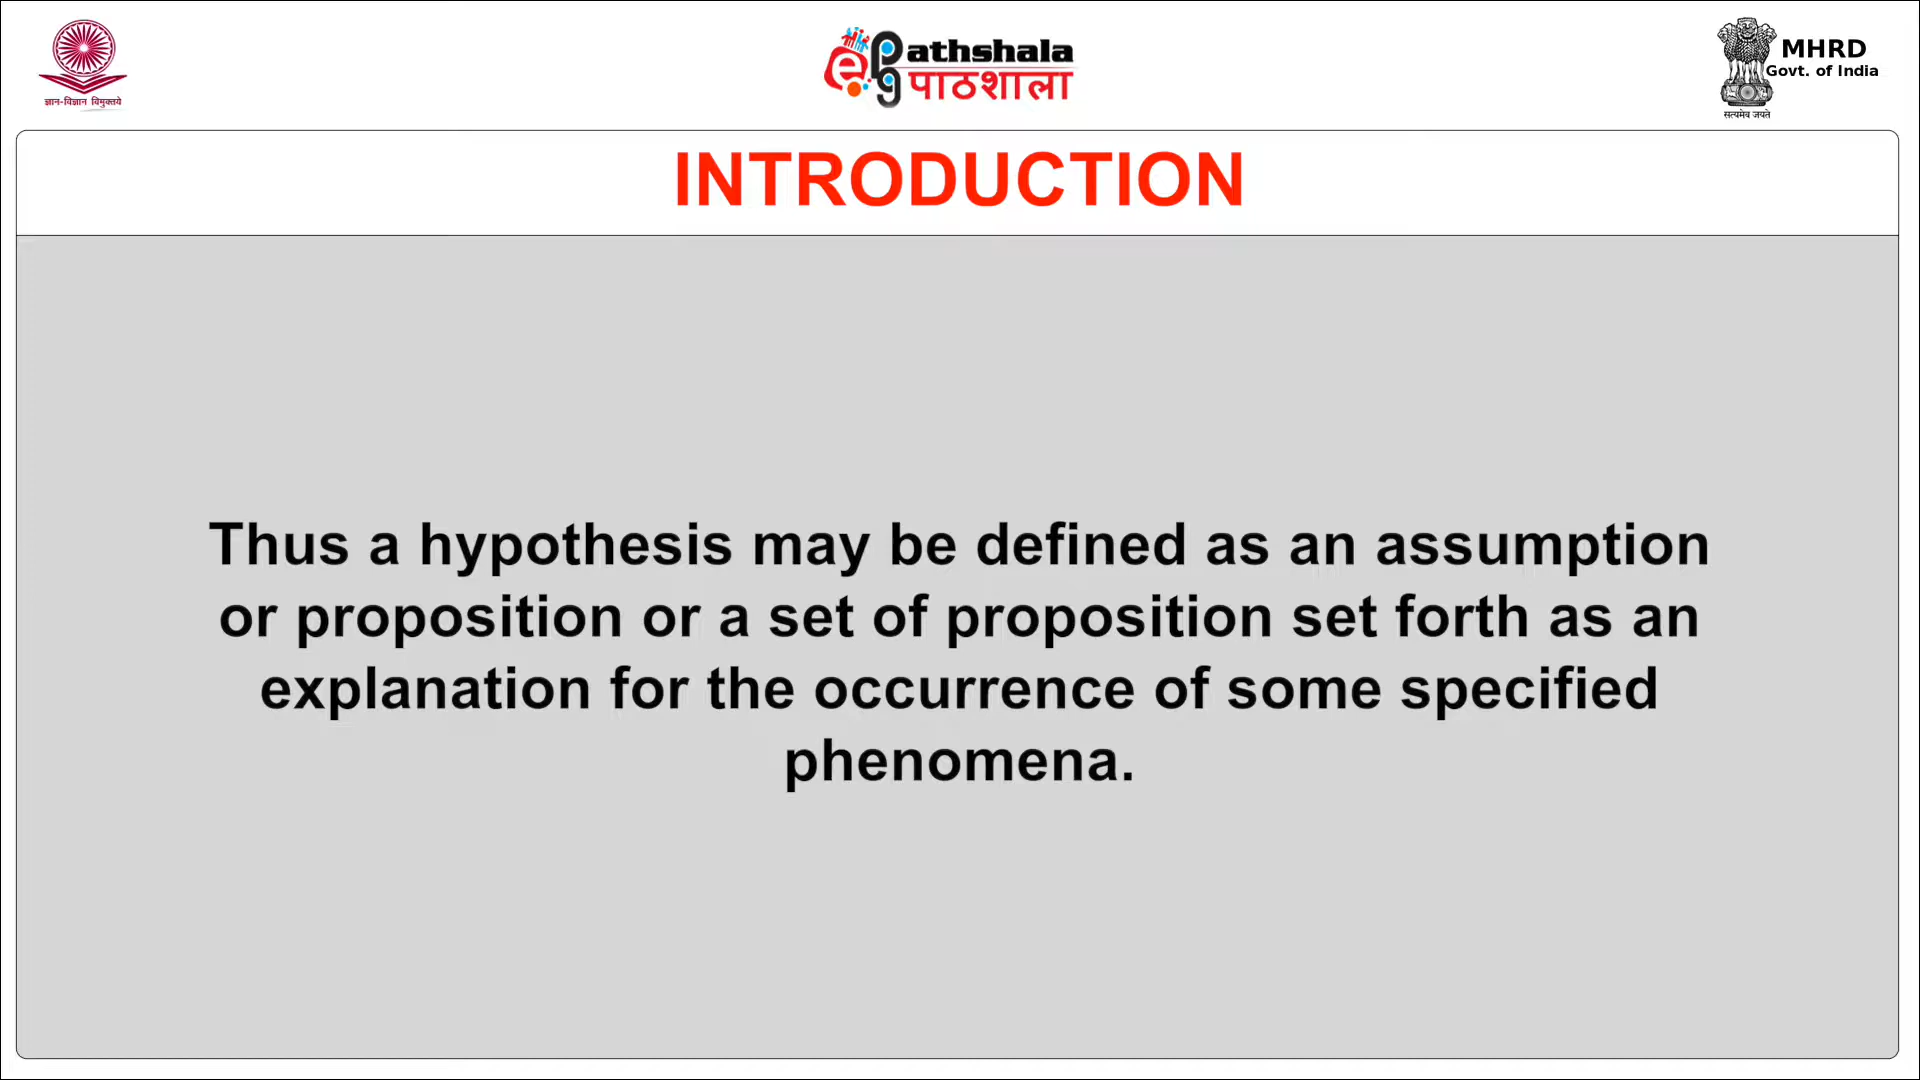 ज्ञान-विज्ञान विमुक्तये
ePathshala
पाठशाला
MHRD
Govt. of India
सत्यमेव जयते
INTRODUCTION
Thus a hypothesis may be defined as an assumption
or proposition or a set of proposition set forth as an
explanation for the occurrence of some specified
phenomena.